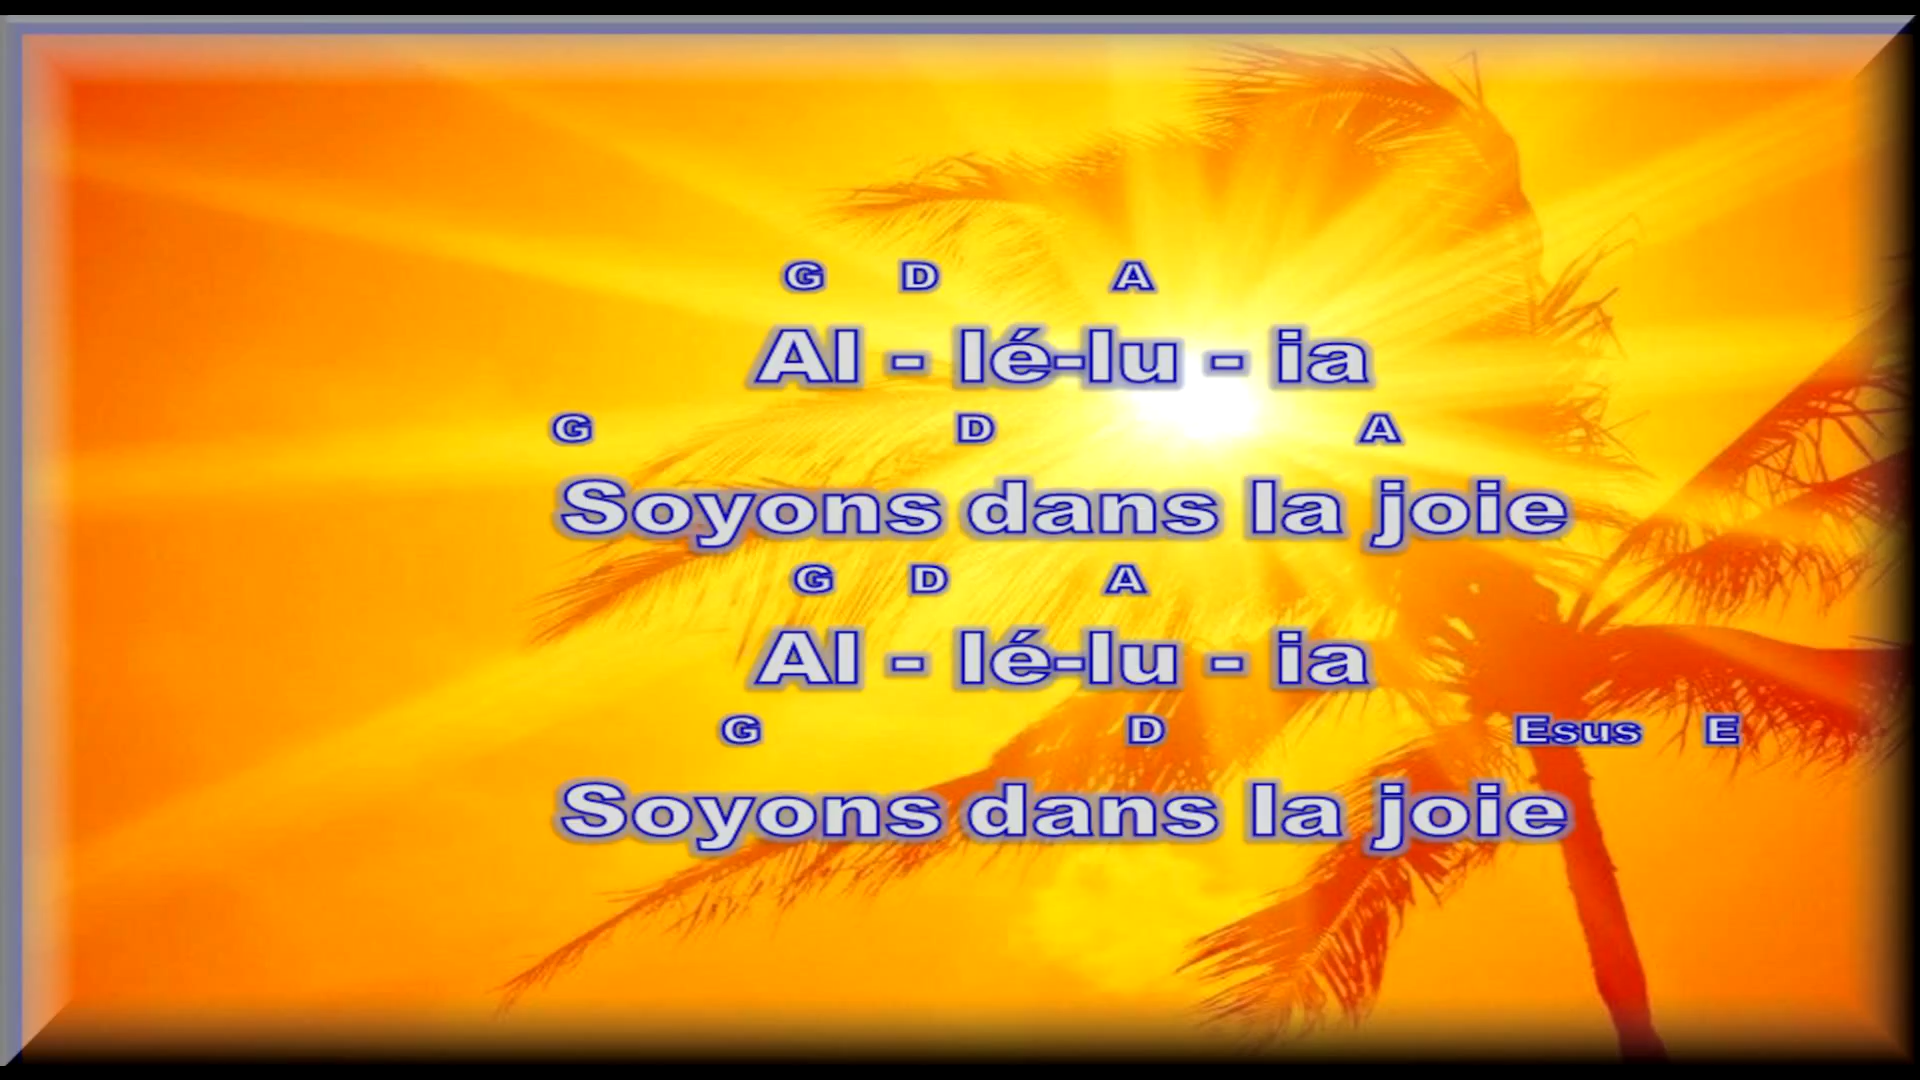 G D A
Al - lé-lu - ia
G D A
Soyons dans la joie
G D A
Al - lé-lu - ia
G D Esus E
Soyons dans la joie